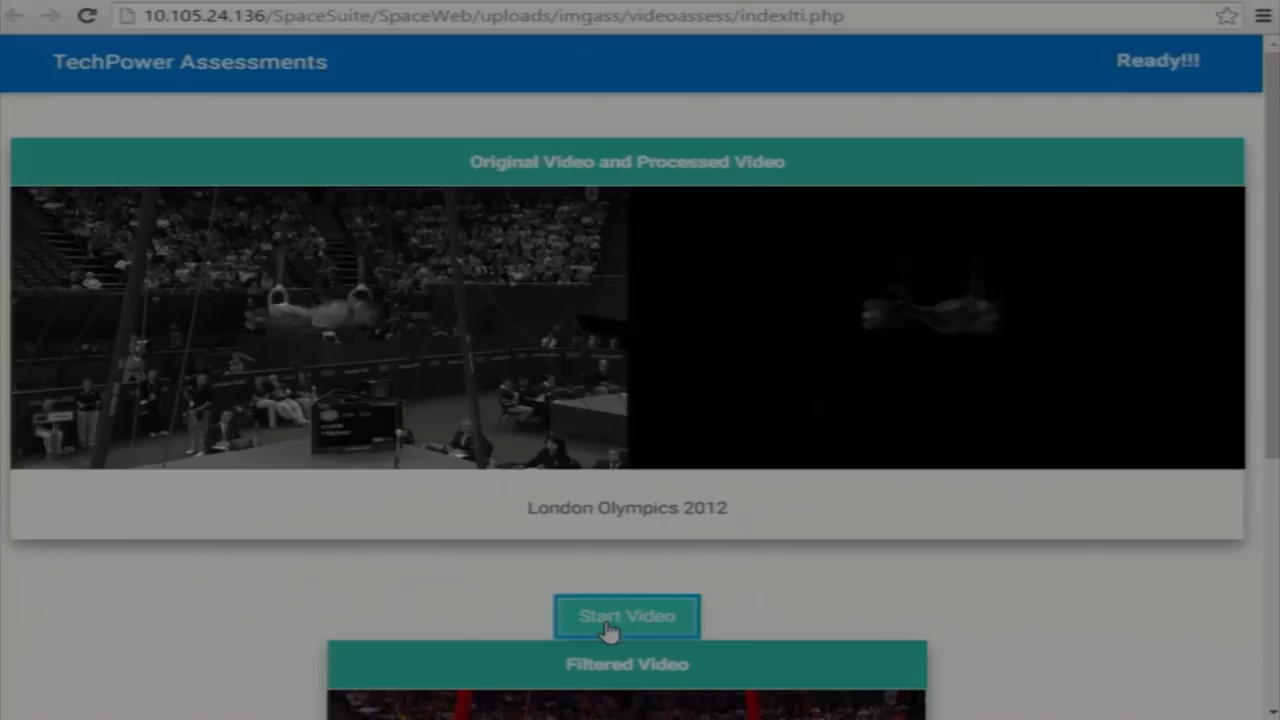 10.105.24.136/SpaceSuite/SpaceWeb/uploads/imgass/videoassess/indexlti.php
TechPower Assessments
Ready!!!
Original Video and Processed Video
London Olympics 2012
Start Video
Filtered Video